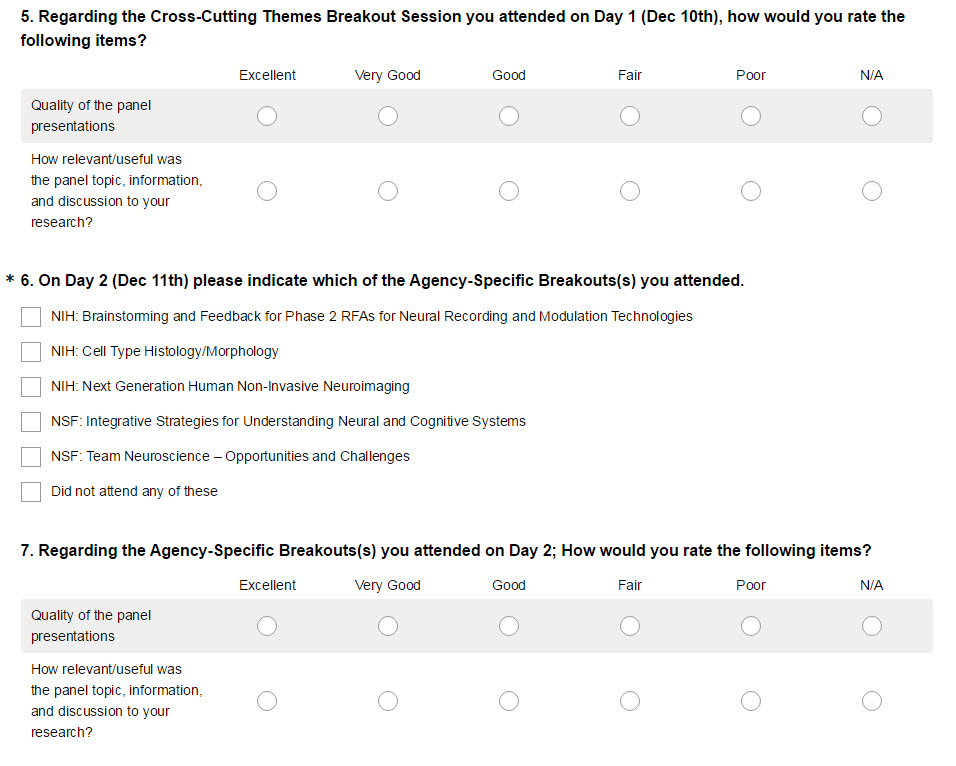 5. Regarding the Cross-Cutting Themes Breakout Session you attended on Day 1 (Dec 10th), how would you rate the
following items?
Excellent Very Good Good Fair Poor N/A
Quality of the panel
presentations
How relevant/useful was
the panel topic, information,
and discussion to your
research?
* 6. On Day 2 (Dec 11th) please indicate which of the Agency-Specific Breakouts(s) you attended.
NIH: Brainstorming and Feedback for Phase 2 RFAs for Neural Recording and Modulation Technologies
NIH: Cell Type Histology/Morphology
NIH: Next Generation Human Non-Invasive Neuroimaging
NSF: Integrative Strategies for Understanding Neural and Cognitive Systems
NSF: Team Neuroscience – Opportunities and Challenges
Did not attend any of these
7. Regarding the Agency-Specific Breakouts(s) you attended on Day 2; How would you rate the following items?
Excellent Very Good Good Fair Poor N/A
Quality of the panel
presentations
How relevant/useful was
the panel topic, information,
and discussion to your
research?